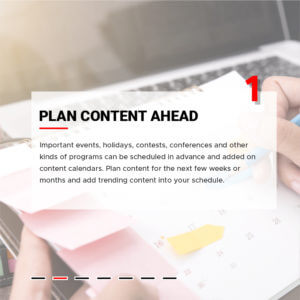 1
PLAN CONTENT AHEAD
Important events, holidays, contests, conferences and other
kinds of programs can be scheduled in advance and added on
content calendars. Plan content for the next few weeks or
months and add trending content into your schedule.